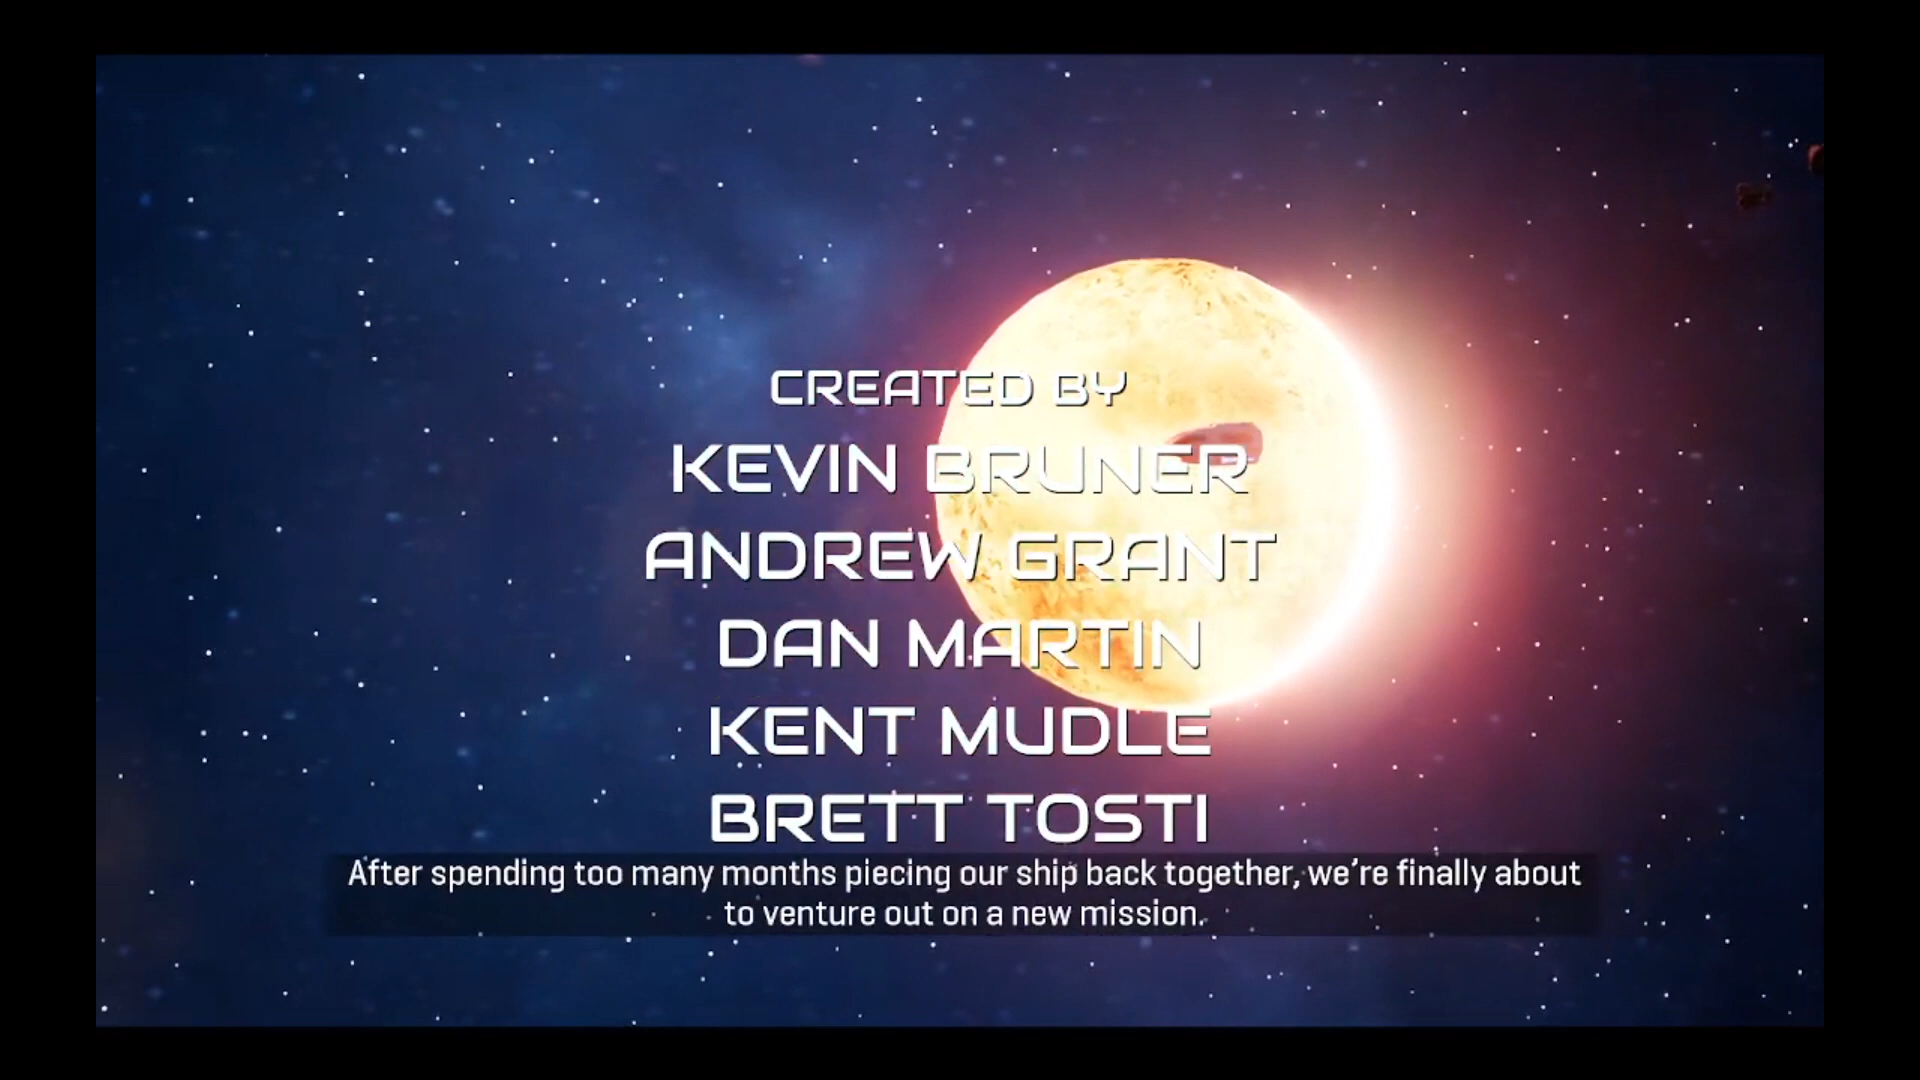 CREATED BY
KEVIN BRUNER
ANDREW GRANT
DAN MARTIN
KENT MUDLE
BRETT TOSTI
After spending too many months piecing our ship back together, we’re finally about
to venture out on a new mission.